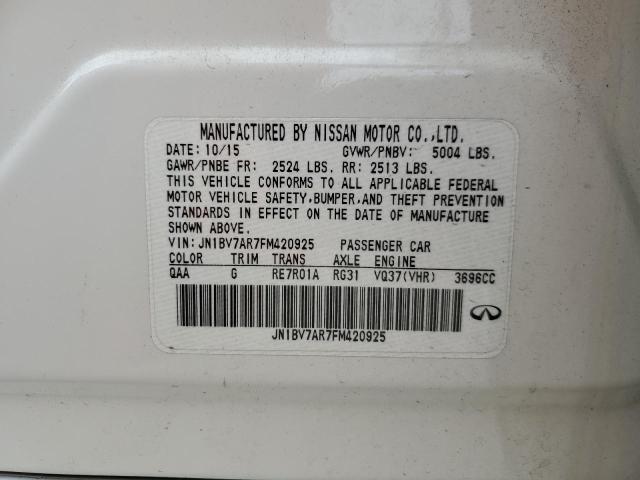 MANUFACTURED BY NISSAN MOTOR CO.,LTD.
DATE: 10/15 GVWR/PNBV: 5004 LBS.
GAWR/PNBE FR: 2524 LBS. RR: 2513 LBS.
THIS VEHICLE CONFORMS TO ALL APPLICABLE FEDERAL
MOTOR VEHICLE SAFETY, BUMPER, AND THEFT PREVENTION
STANDARDS IN EFFECT ON THE DATE OF MANUFACTURE
SHOWN ABOVE.
VIN: JN1BV7AR7FM420925 PASSENGER CAR
COLOR TRIM TRANS AXLE ENGINE
QAA G RE7R01A RG31 VQ37(VHR) 3696CC
JN1BV7AR7FM420925